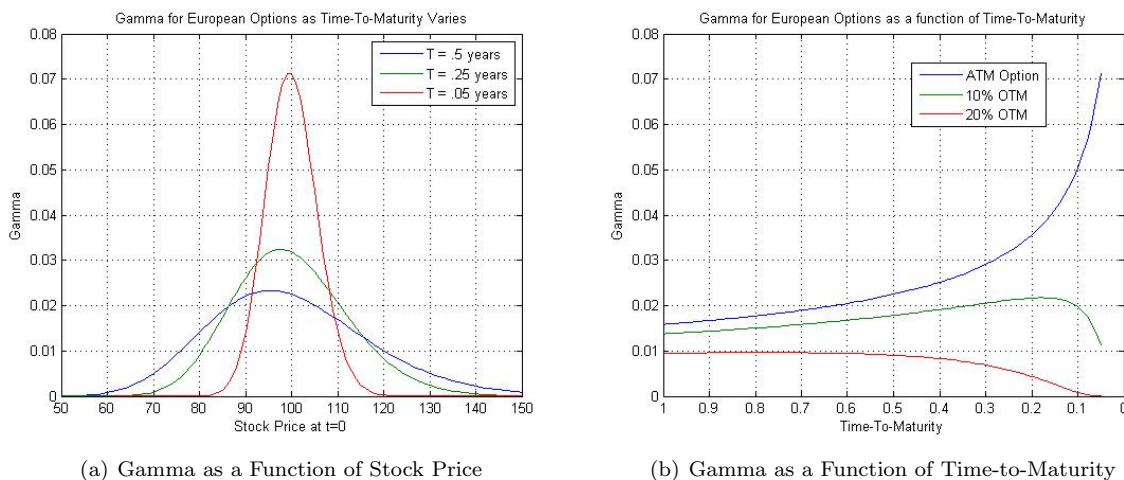 Gamma for European Options as Time-To-Maturity Varies
0.08
0.07
0.06
0.05
0.04
0.03
0.02
0.01
0
Gamma
T = .5 years
T = .25 years
T = .05 years
50 60 70 80 90 100 110 120 130 140 150
Stock Price at t=0
(a) Gamma as a Function of Stock Price
Gamma for European Options as a function of Time-To-Maturity
0.08
0.07
0.06
0.05
0.04
0.03
0.02
0.01
0
Gamma
ATM Option
10% OTM
20% OTM
1 0.9 0.8 0.7 0.6 0.5 0.4 0.3 0.2 0.1 0
Time-To-Maturity
(b) Gamma as a Function of Time-to-Maturity